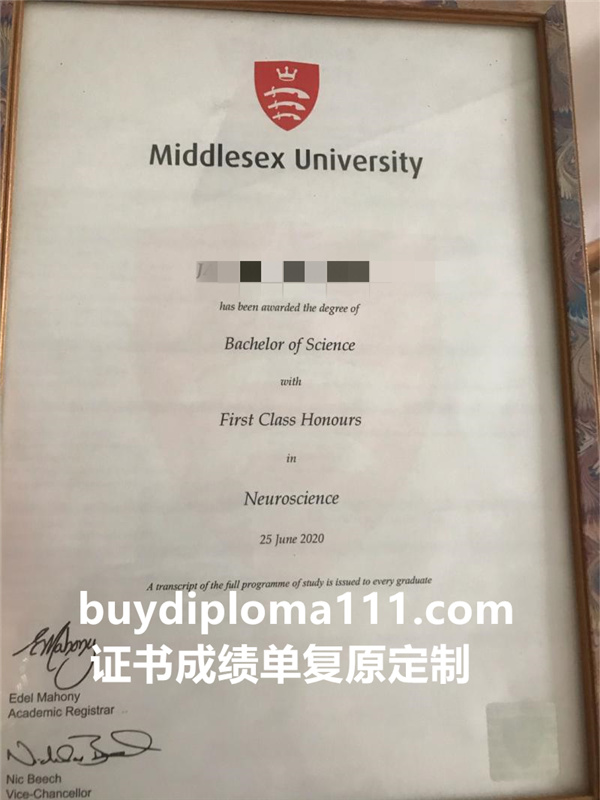 Middlesex University
has been awarded the degree of
Bachelor of Science
with
First Class Honours
in
Neuroscience
25 June 2020
A transcript of the full programme of study is issued to every graduate
buydiploma111.com
证书成绩单复原定制
EMahony
Edel Mahony
Academic Registrar
Nic Beech
Vice-Chancellor